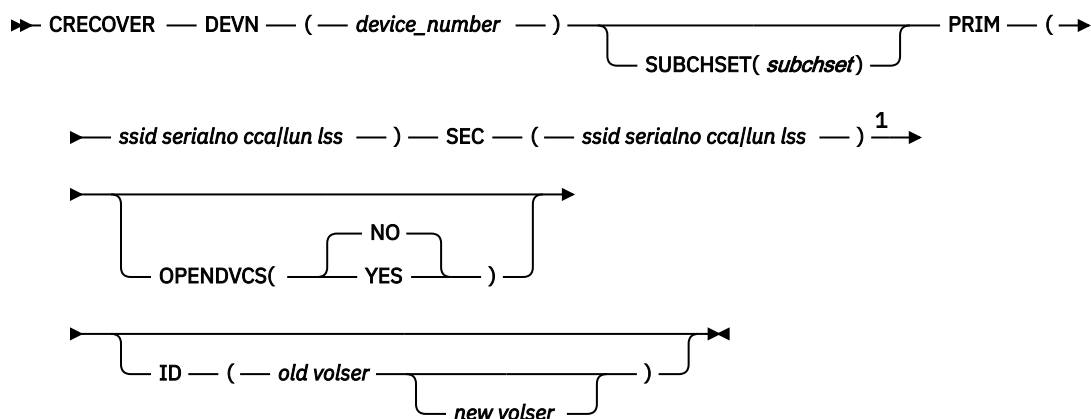 CRECOVER DEVN ( device_number ) PRIM (
SUBCHSET( subchset)
ssid serialno cca/lun lss ) SEC ( ssid serialno cca/lun lss ) 1
NO
OPENDVCS( YES )
ID ( old volser )
new volser